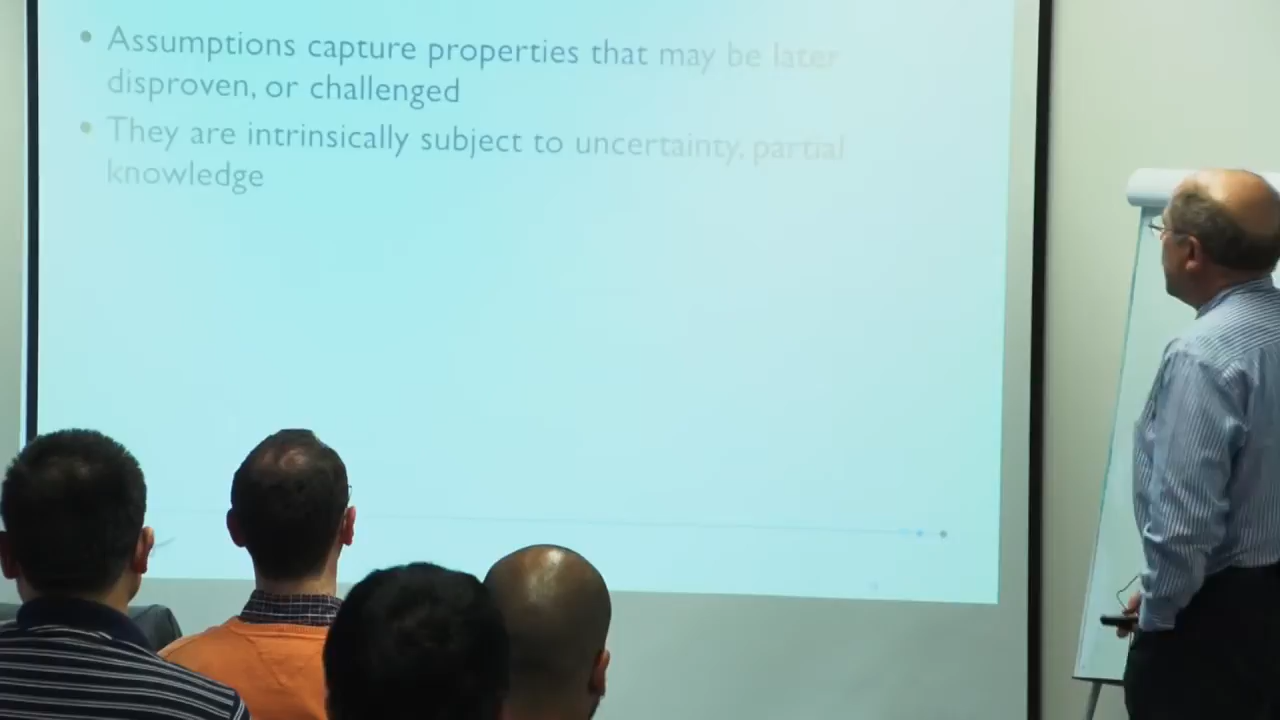 • Assumptions capture properties that may be later
disproven, or challenged
• They are intrinsically subject to uncertainty, partial
knowledge